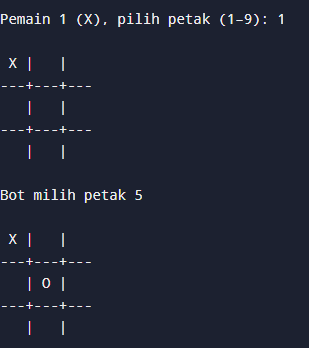 Pemain 1 (X), pilih petak (1-9): 1
X |   |
---+---+---
  |   |
---+---+---
  |   |
Bot milih petak 5
X |   |
---+---+---
  | O |
---+---+---
  |   |